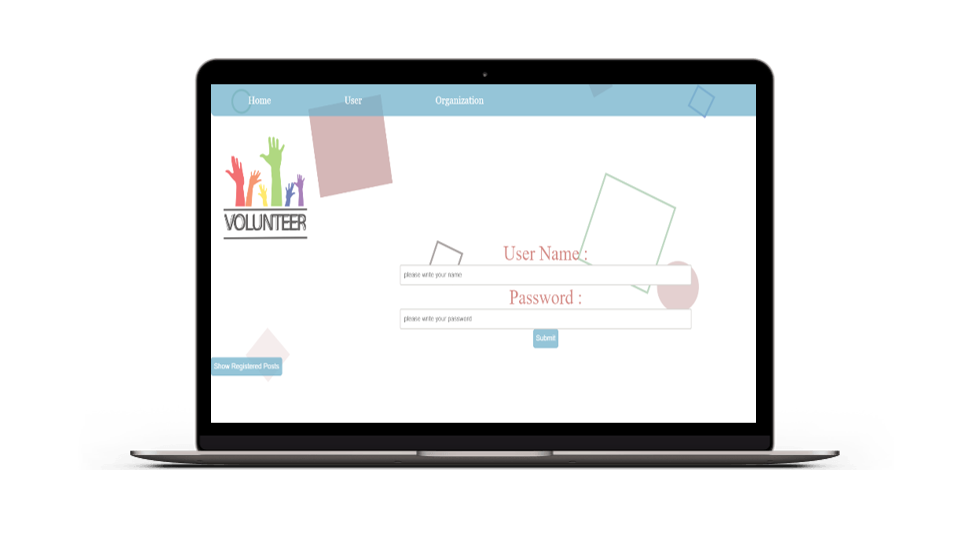 Home User Organization
VOLUNTEER
User Name :
please write your name
Password :
please write your password
Submit
Show Registered Posts